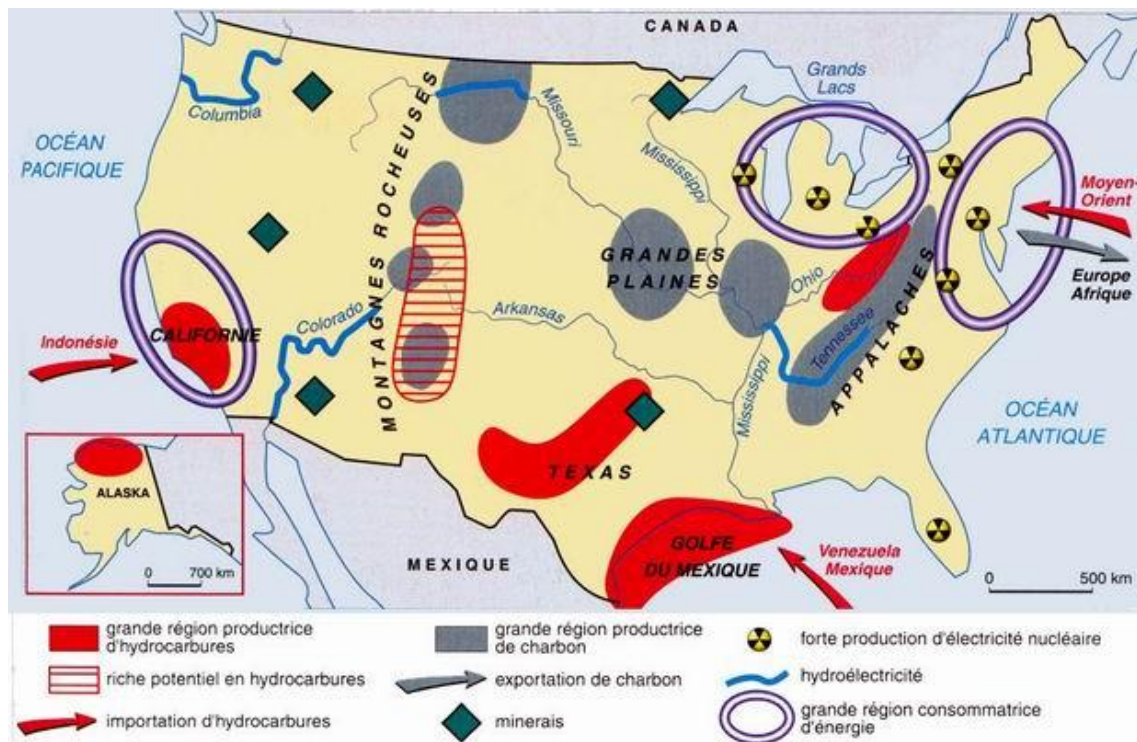 CANADA
Grands
Lacs
Columbia
Missouri
Mississippi
OCÉAN
PACIFIQUE
MONTAGNES ROCHEUSES
Moyen-
Orient
GRANDES
PLAINES
Ohio
Europe
Afrique
CALIFORNIE
Colorado
Arkansas
Tennessee
APPALACHES
Indonésie
Mississippi
OCÉAN
ATLANTIQUE
TEXAS
ALASKA
0 700 km
MEXIQUE
GOLFE
DU MEXIQUE
Venezuela
Mexique
0 500 km
grande région productrice
d'hydrocarbures
grande région productrice
de charbon
forte production d'électricité nucléaire
riche potentiel en hydrocarbures
exportation de charbon
hydroélectricité
importation d'hydrocarbures
minerais
grande région consommatrice
d'énergie